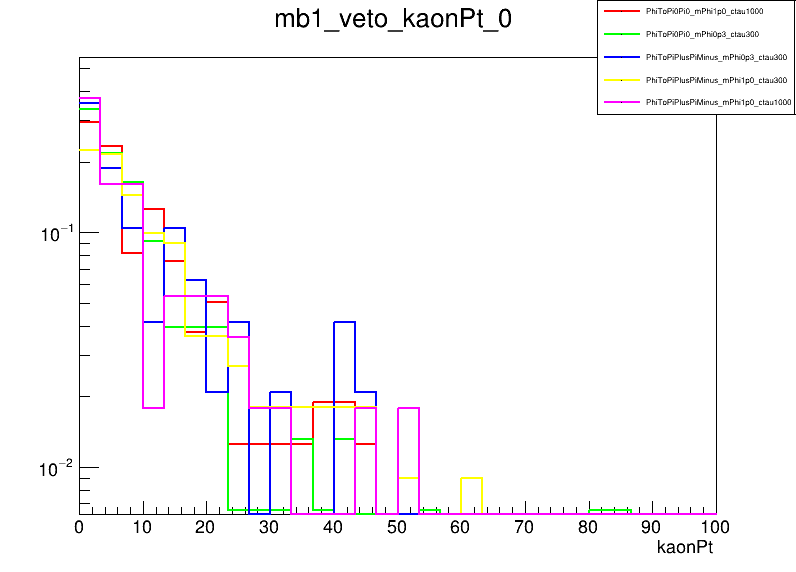 mb1_veto_kaonPt_0
PhiToPi0Pi0_mPhi1p0_ctau1000
PhiToPi0Pi0_mPhi0p3_ctau300
PhiToPiPlusPiMinus_mPhi0p3_ctau300
PhiToPiPlusPiMinus_mPhi1p0_ctau300
PhiToPiPlusPiMinus_mPhi1p0_ctau1000
10−1
10−2
0 10 20 30 40 50 60 70 80 90 100
kaonPt